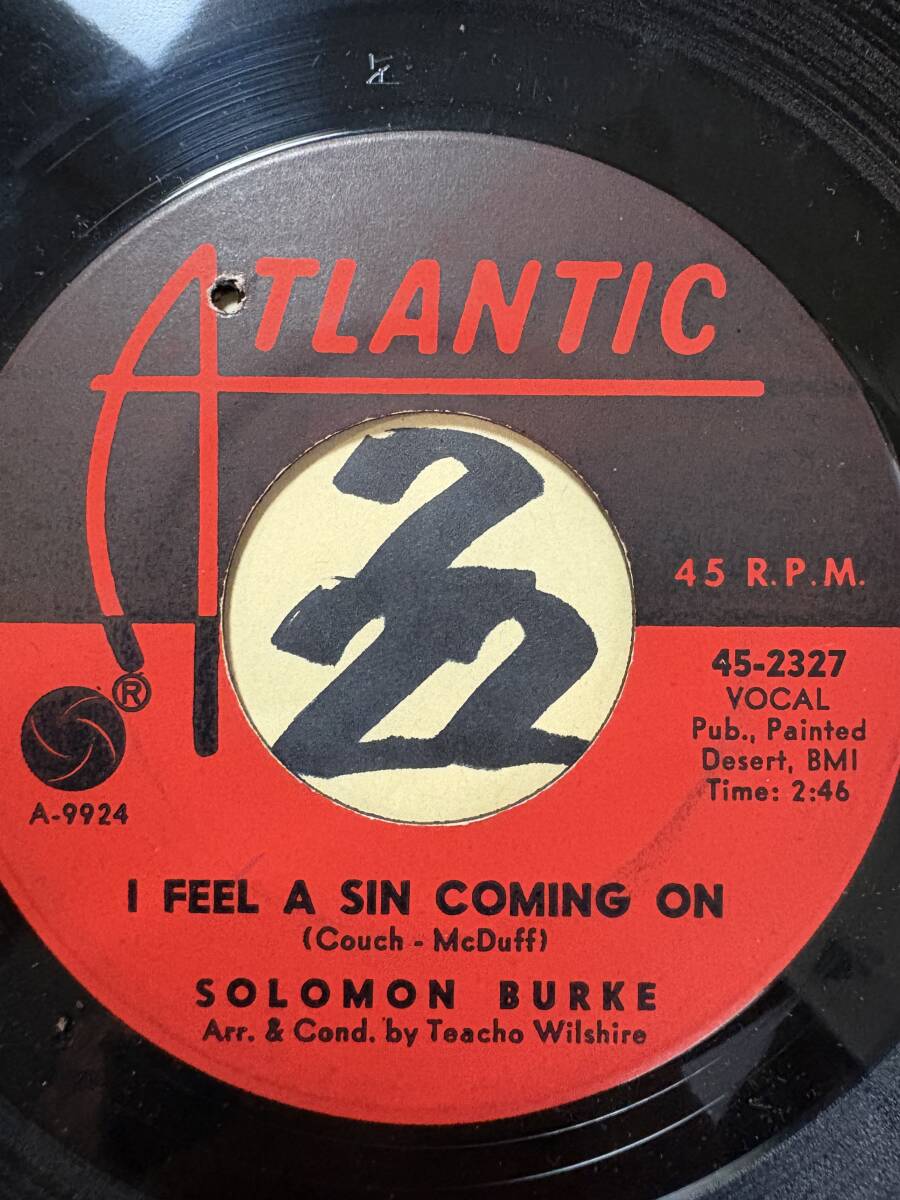 ATLANTIC
45 R.P.M.
45-2327
VOCAL
Pub., Painted
Desert, BMI
Time: 2:46
®
A-9924
I FEEL A SIN COMING ON
(Couch - McDuff)
SOLOMON BURKE
Arr. & Cond. by Teacho Wilshire